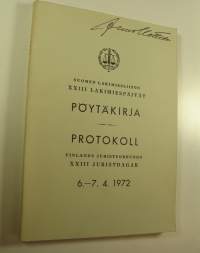 SUOMEN LAKIMIESLIITON
XXIII LAKIMIESPÄIVÄT
PÖYTÄKIRJA
PROTOKOLL
FINLANDS JURISTFÖRBUNDS
XXIII JURISTDAGAR
6.—7. 4. 1972